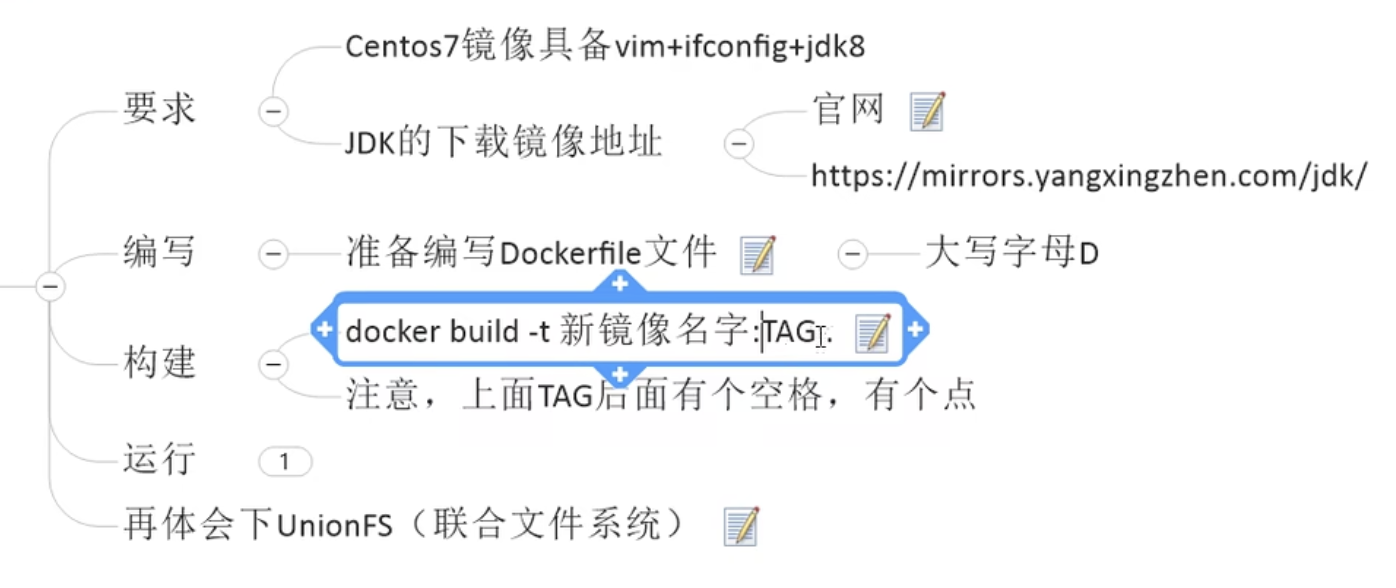 Centos7镜像具备vim+ifconfig+jdk8
要求
官网
JDK的下载镜像地址
https://mirrors.yangxingzhen.com/jdk/
编写
准备编写Dockerfile文件
大写字母D
docker build -t 新镜像名字:TAG .
构建
注意，上面TAG后面有个空格，有个点
运行
1
再体会下UnionFS（联合文件系统）